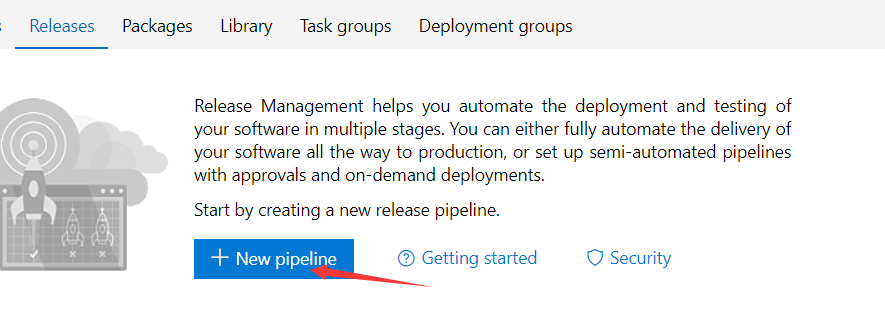 Releases Packages Library Task groups Deployment groups
Release Management helps you automate the deployment and testing of
your software in multiple stages. You can either fully automate the delivery of
your software all the way to production, or set up semi-automated pipelines
with approvals and on-demand deployments.
Start by creating a new release pipeline.
+ New pipeline Getting started Security